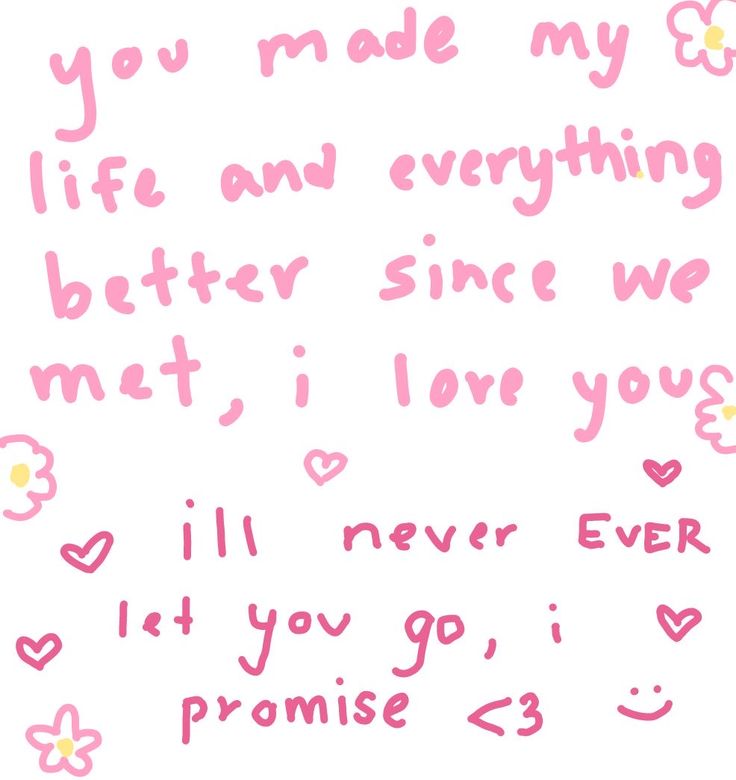 you made my
life and everything
better since we
met, i love you
ill never EVER
let you go, i
promise <3 :)